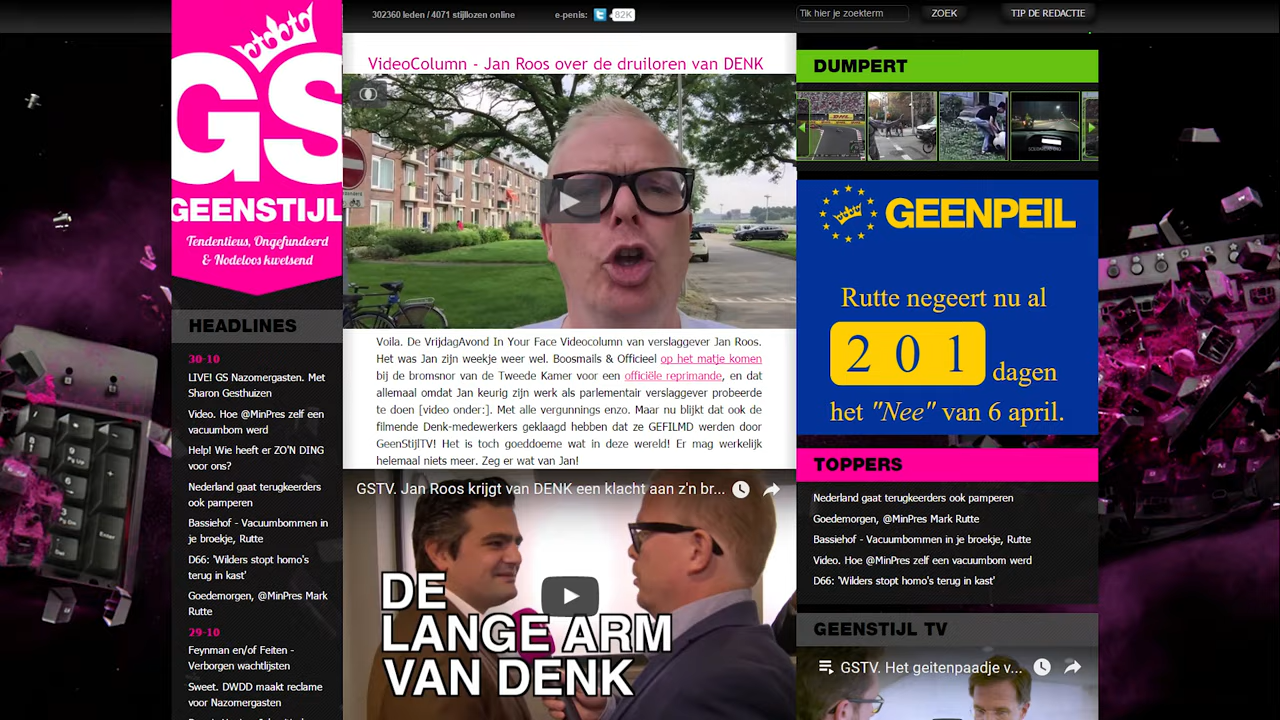 302360 leden / 4071 stijllozen online
e-penis: 82K
Tik hier je zoekterm
ZOEK
TIP DE REDACTIE
GS
GEENSTIJL
Tendentieus, Ongefundeerd
& Nodeloos kwetsend
HEADLINES
30-10
LIVE! GS Nazomergasten. Met
Sharon Gesthuizen
Video. Hoe @MinPres zelf een
vacuumbom werd
Help! Wie heeft er ZO'N DING
voor ons?
Nederland gaat terugkeerders
ook pamperen
Bassiehof - Vacuumbommen in
je broekje, Rutte
D66: 'Wilders stopt homo's
terug in kast'
Goedemorgen, @MinPres Mark
Rutte
29-10
Feynman en/of Feiten -
Verborgen wachtlijsten
Sweet. DWDD maakt reclame
voor Nazomergasten
VideoColumn - Jan Roos over de druiloren van DENK
Voila. De VrijdagAvond In Your Face Videocolumn van verslaggever Jan Roos.
Het was Jan zijn weekje weer wel. Boosmails & Officieel op het matje komen
bij de bromsnor van de Tweede Kamer voor een officiële reprimande, en dat
allemaal omdat Jan keurig zijn werk als parlementair verslaggever probeerde
te doen [video onder:]. Met alle vergunnings enzo. Maar nu blijkt dat ook de
filmende Denk-medewerkers geklaagd hebben dat ze GEFILMD werden door
GeenStijlTV! Het is toch goeddoeme wat in deze wereld! Er mag werkelijk
helemaal niets meer. Zeg er wat van Jan!
GSTV. Jan Roos krijgt van DENK een klacht aan z'n br...
DE
LANGE ARM
VAN DENK
DUMPERT
DHL
GEENPEIL
Rutte negeert nu al
201
dagen
het "Nee" van 6 april.
TOPPERS
Nederland gaat terugkeerders ook pamperen
Goedemorgen, @MinPres Mark Rutte
Bassiehof - Vacuumbommen in je broekje, Rutte
Video. Hoe @MinPres zelf een vacuumbom werd
D66: 'Wilders stopt homo's terug in kast'
GEENSTIJL TV
GSTV. Het geitenpaadje v...